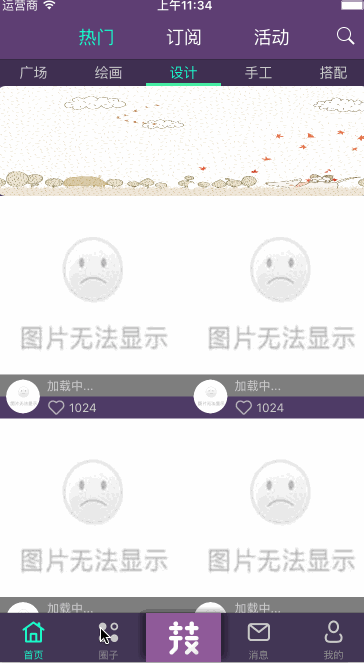 运营商 上午11:34
热门 订阅 活动
广场 绘画 设计 手工 搭配
图片无法显示 图片无法显示
加载中... 加载中...
1024 1024
图片无法显示 图片无法显示
加载中... 加载中...
首页 圈子 技 消息 我的